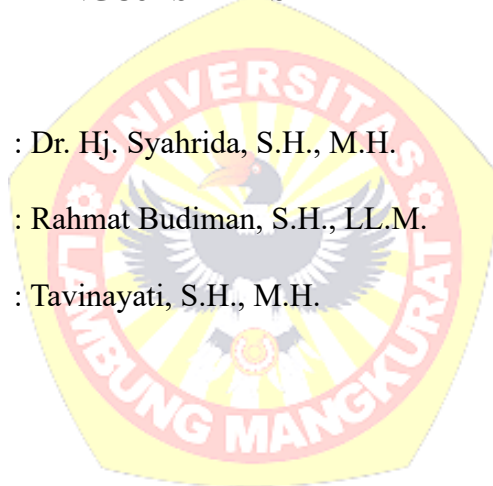 : Dr. Hj. Syahrida, S.H., M.H.
: Rahmat Budiman, S.H., LL.M.
: Tavinayati, S.H., M.H.
UNIVERSITAS
LAMBUNG MANGKURAT